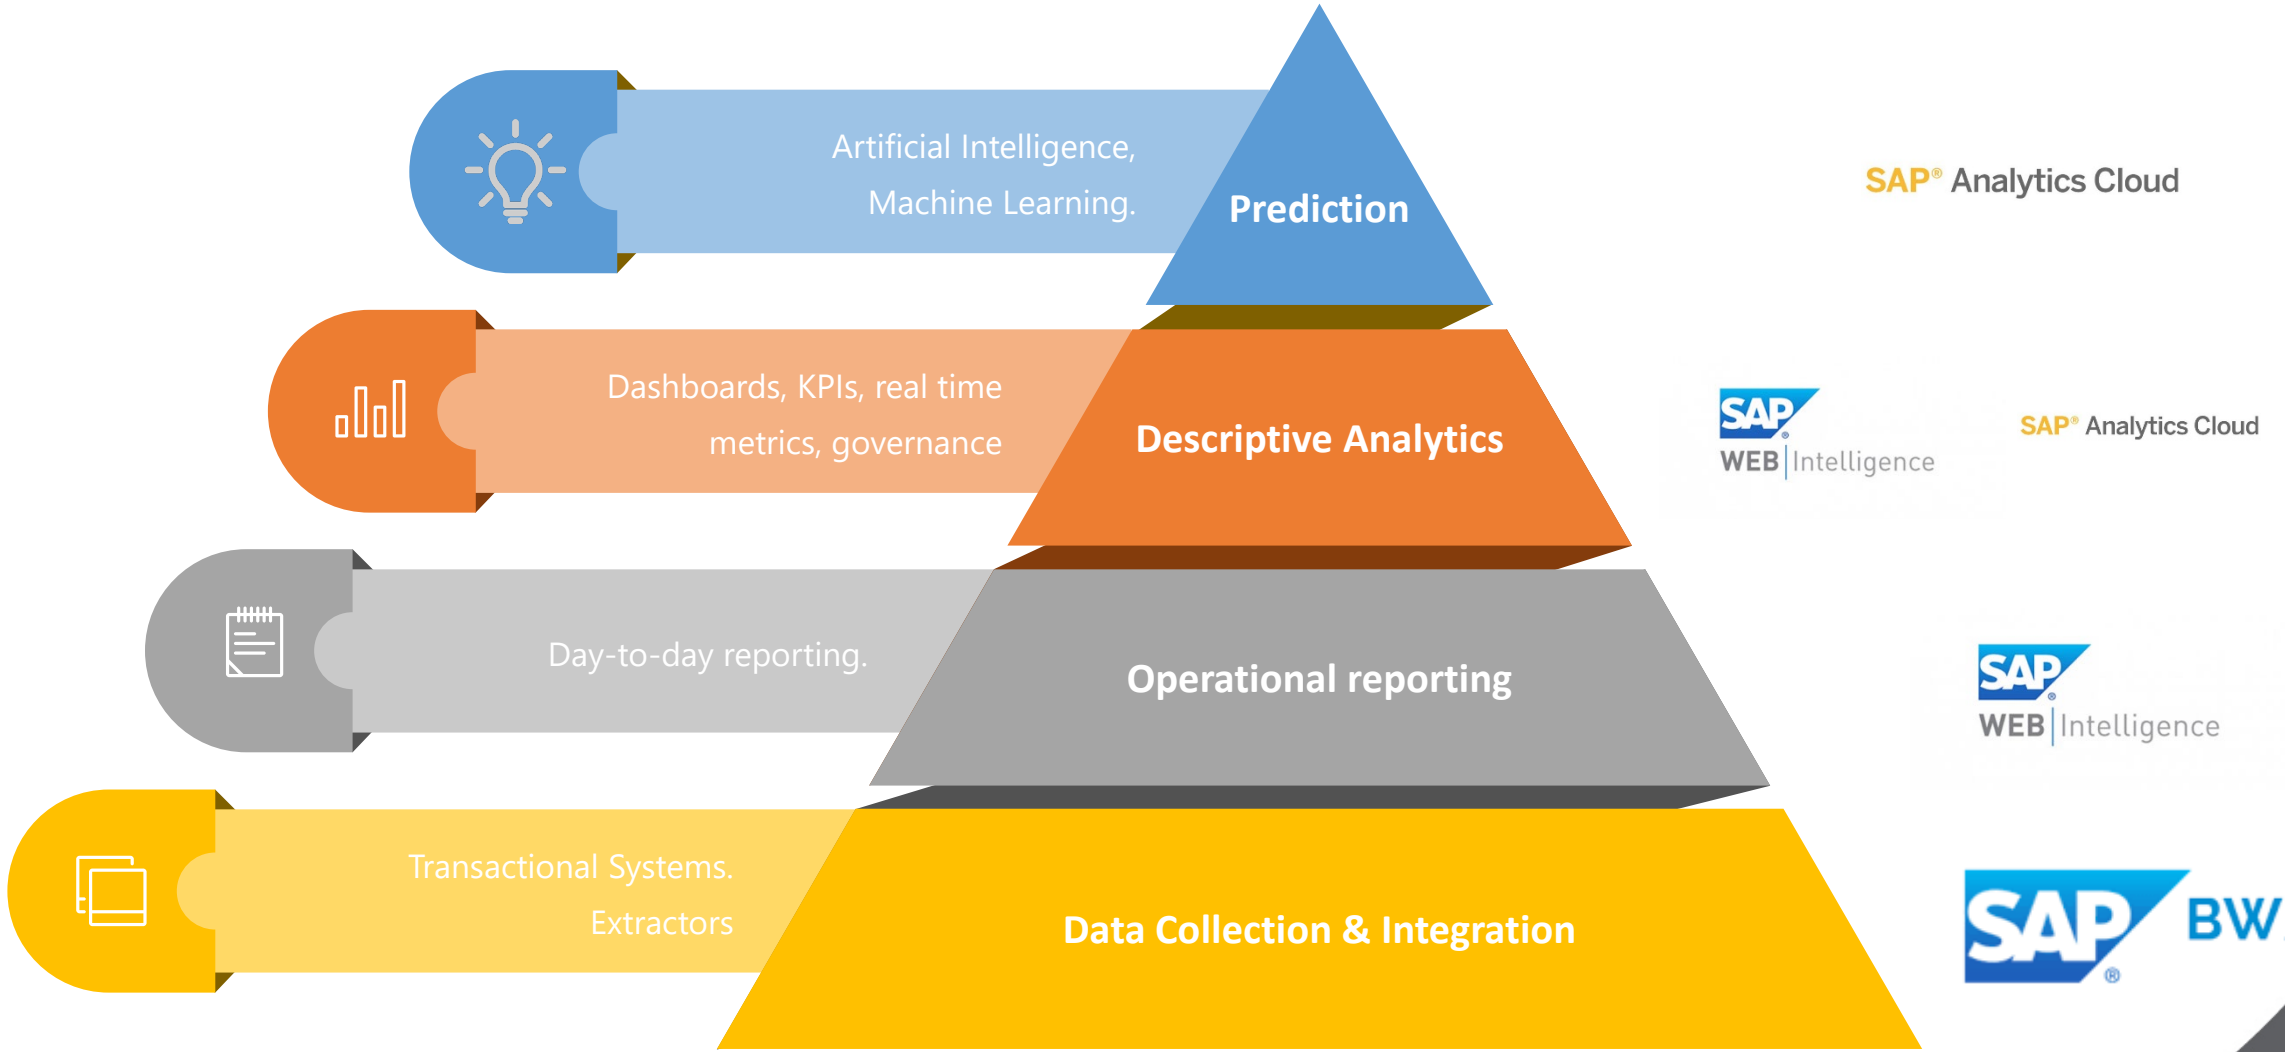 Artificial Intelligence,
Machine Learning.
Prediction
SAP® Analytics Cloud
Dashboards, KPIs, real time
metrics, governance
Descriptive Analytics
SAP®
WEB Intelligence
SAP® Analytics Cloud
Day-to-day reporting.
Operational reporting
SAP®
WEB Intelligence
Transactional Systems.
Extractors
Data Collection & Integration
SAP® BW